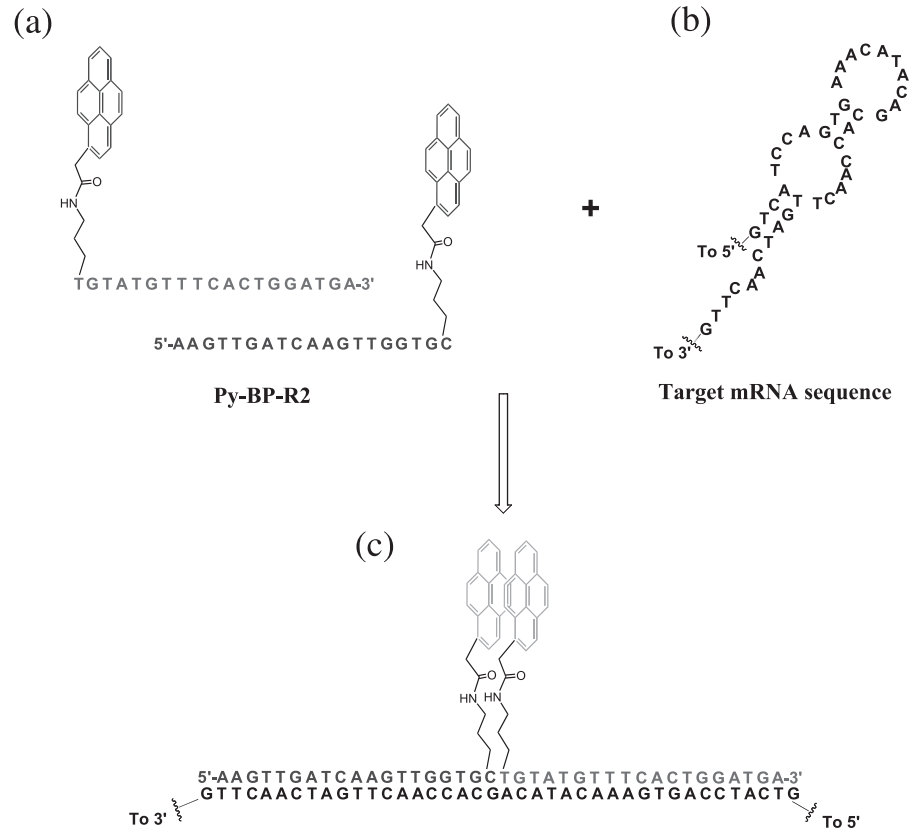 (a)
O
HN
TGTATGTTTCACTGGATGA-3'
O
HN
5'-AAGTTGATCAAGTTGGTGC
Py-BP-R2
+
(b)
To 5'
GTCATCCAGTGAAACATACAGCACCAACTTGATCAACTTG
To 3'
Target mRNA sequence
(c)
O
HN
O
HN
5'-AAGTTGATCAAGTTGGTGCTGTATGTTTCACTGGATGA-3'
GTTCAACTAGTTCAACCACGACATACAAAGTGACCTACTG
To 3'
To 5'